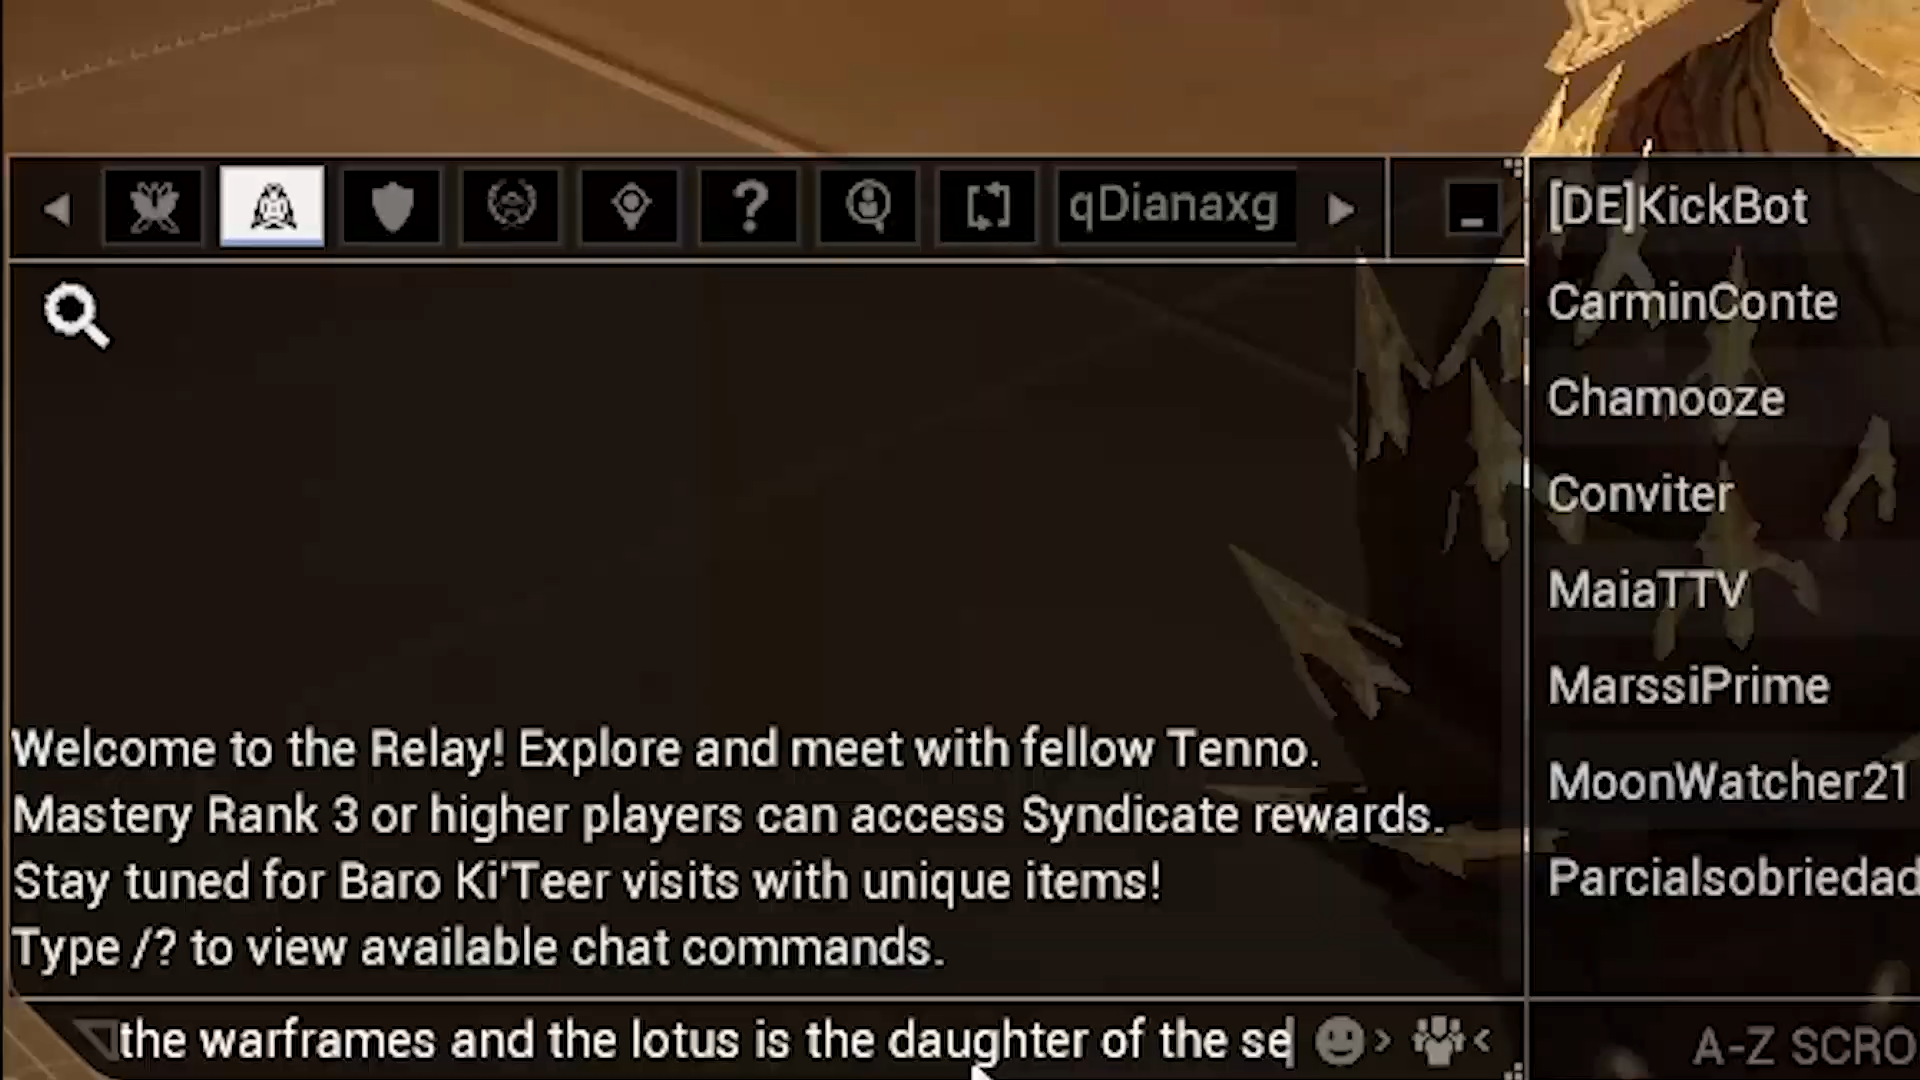 qDianaxg
[DE]KickBot
CarminConte
Chamooze
Conviter
MaiaTTV
MarssiPrime
MoonWatcher21
Parcialsobriedad
Welcome to the Relay! Explore and meet with fellow Tenno.
Mastery Rank 3 or higher players can access Syndicate rewards.
Stay tuned for Baro Ki'Teer visits with unique items!
Type /? to view available chat commands.
the warframes and the lotus is the daughter of the se
A-Z SCRO